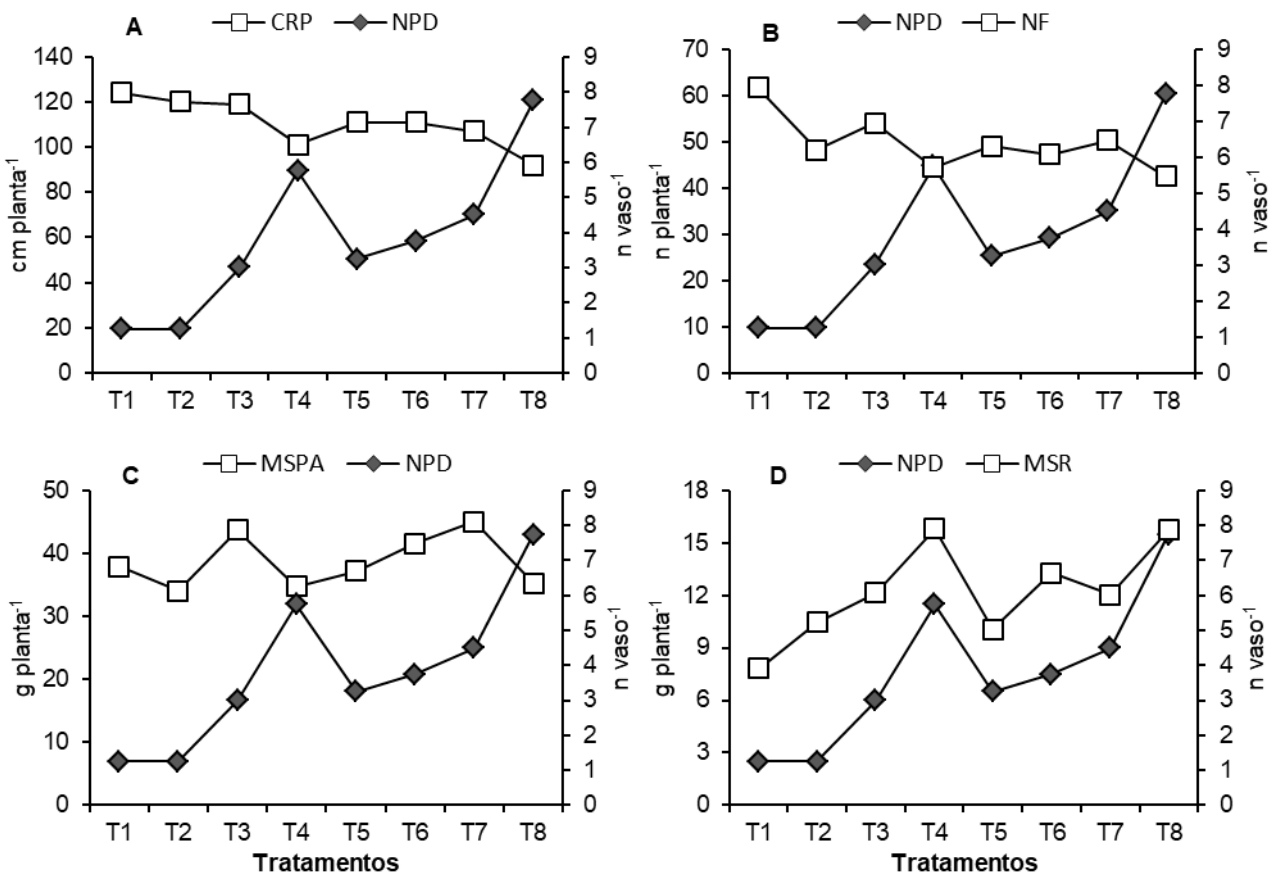 A
CRP
NPD
140
120
100
80
60
40
20
0
cm planta⁻¹
9
8
7
6
5
4
3
2
1
0
n vaso⁻¹
T1 T2 T3 T4 T5 T6 T7 T8
B
NPD
NF
70
60
50
40
30
20
10
0
n planta⁻¹
9
8
7
6
5
4
3
2
1
0
n vaso⁻¹
T1 T2 T3 T4 T5 T6 T7 T8
C
MSPA
NPD
50
40
30
20
10
0
g planta⁻¹
9
8
7
6
5
4
3
2
1
0
n vaso⁻¹
T1 T2 T3 T4 T5 T6 T7 T8
Tratamentos
D
NPD
MSR
18
15
12
9
6
3
0
g planta⁻¹
9
8
7
6
5
4
3
2
1
0
n vaso⁻¹
T1 T2 T3 T4 T5 T6 T7 T8
Tratamentos